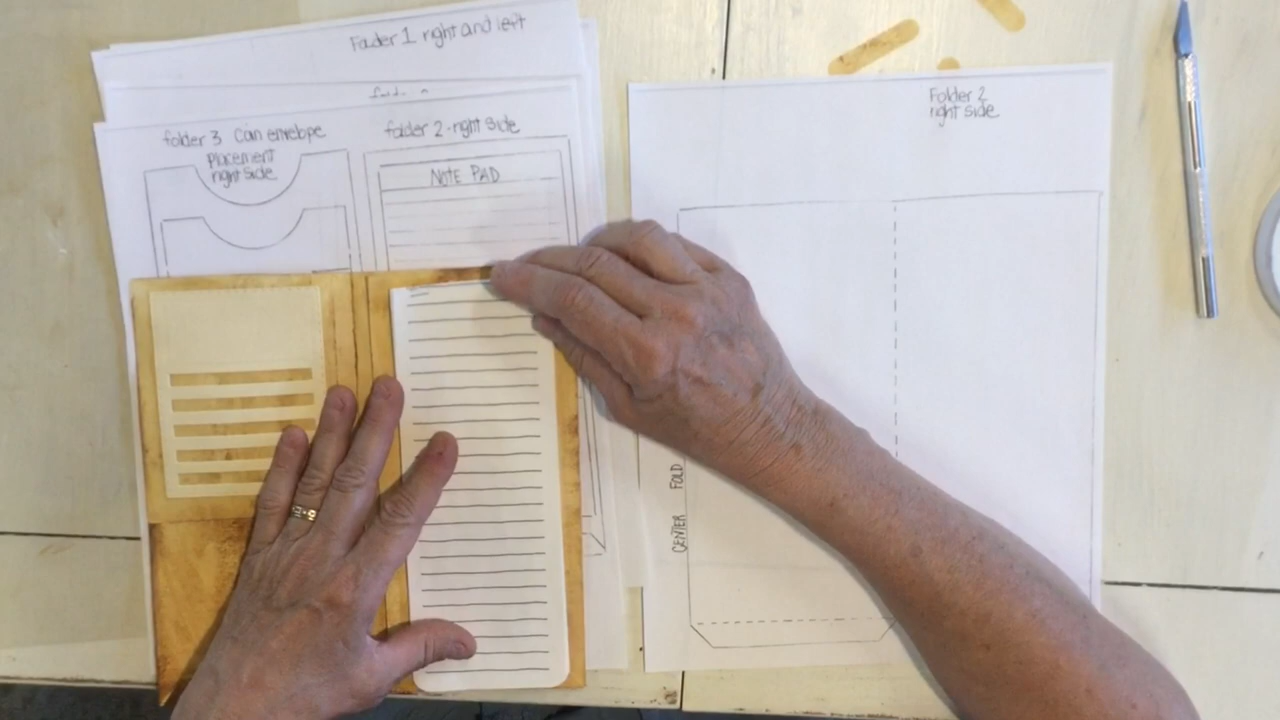 Folder 1 right and left
folder 3 Coin envelope
placement
right side
folder 2 - right side
NOTE PAD
Folder 2
right side
CENTER FOLD